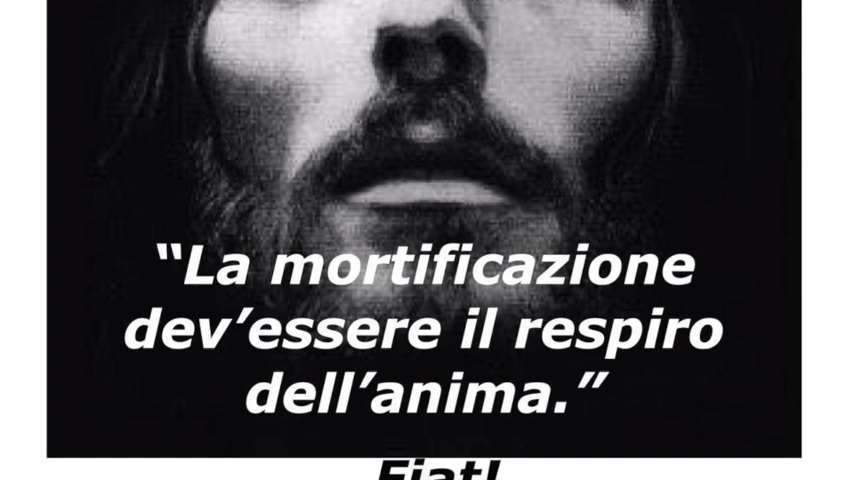 “La mortificazione
dev’essere il respiro
dell’anima.”
Fiat!